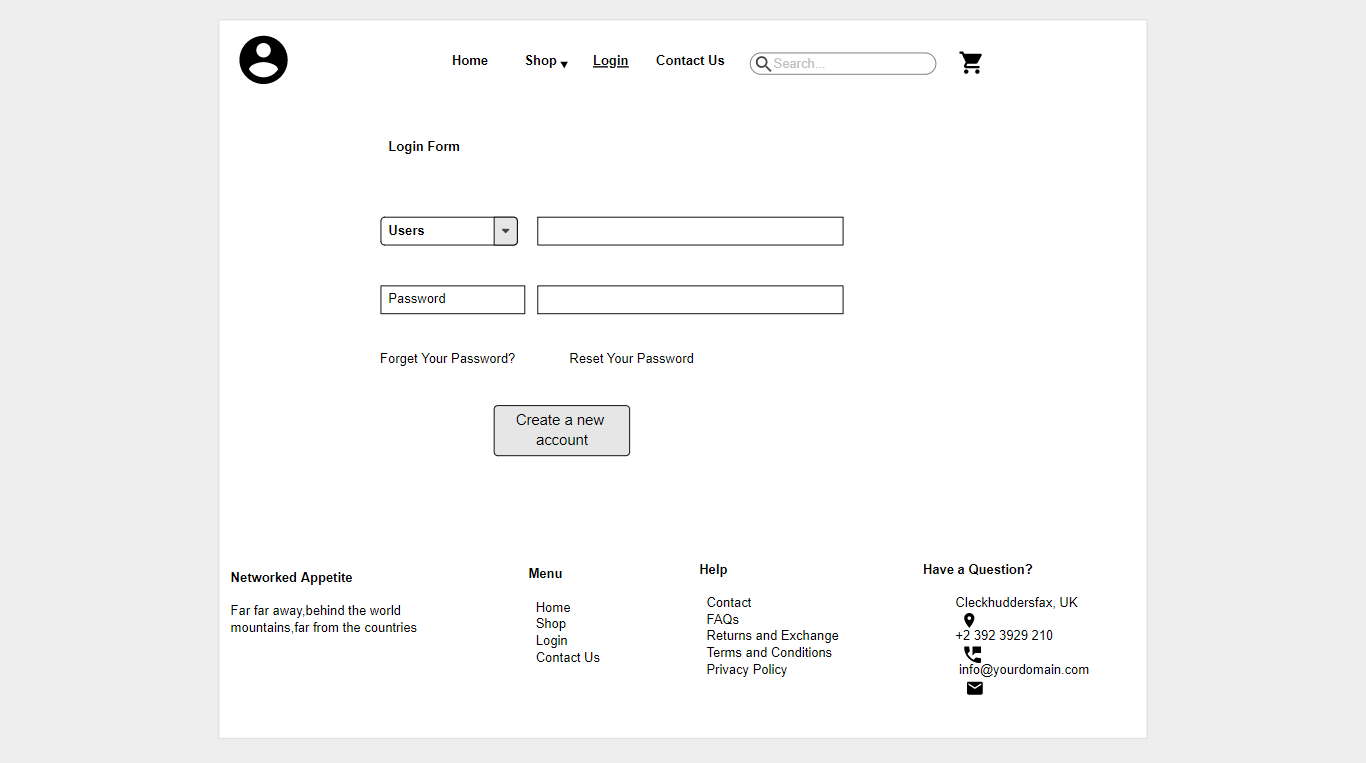 Home Shop Login Contact Us Search...
Login Form
Users
Password
Forget Your Password? Reset Your Password
Create a new
account
Networked Appetite
Far far away,behind the world
mountains,far from the countries
Menu
Home
Shop
Login
Contact Us
Help
Contact
FAQs
Returns and Exchange
Terms and Conditions
Privacy Policy
Have a Question?
Cleckhuddersfax, UK
+2 392 3929 210
info@yourdomain.com